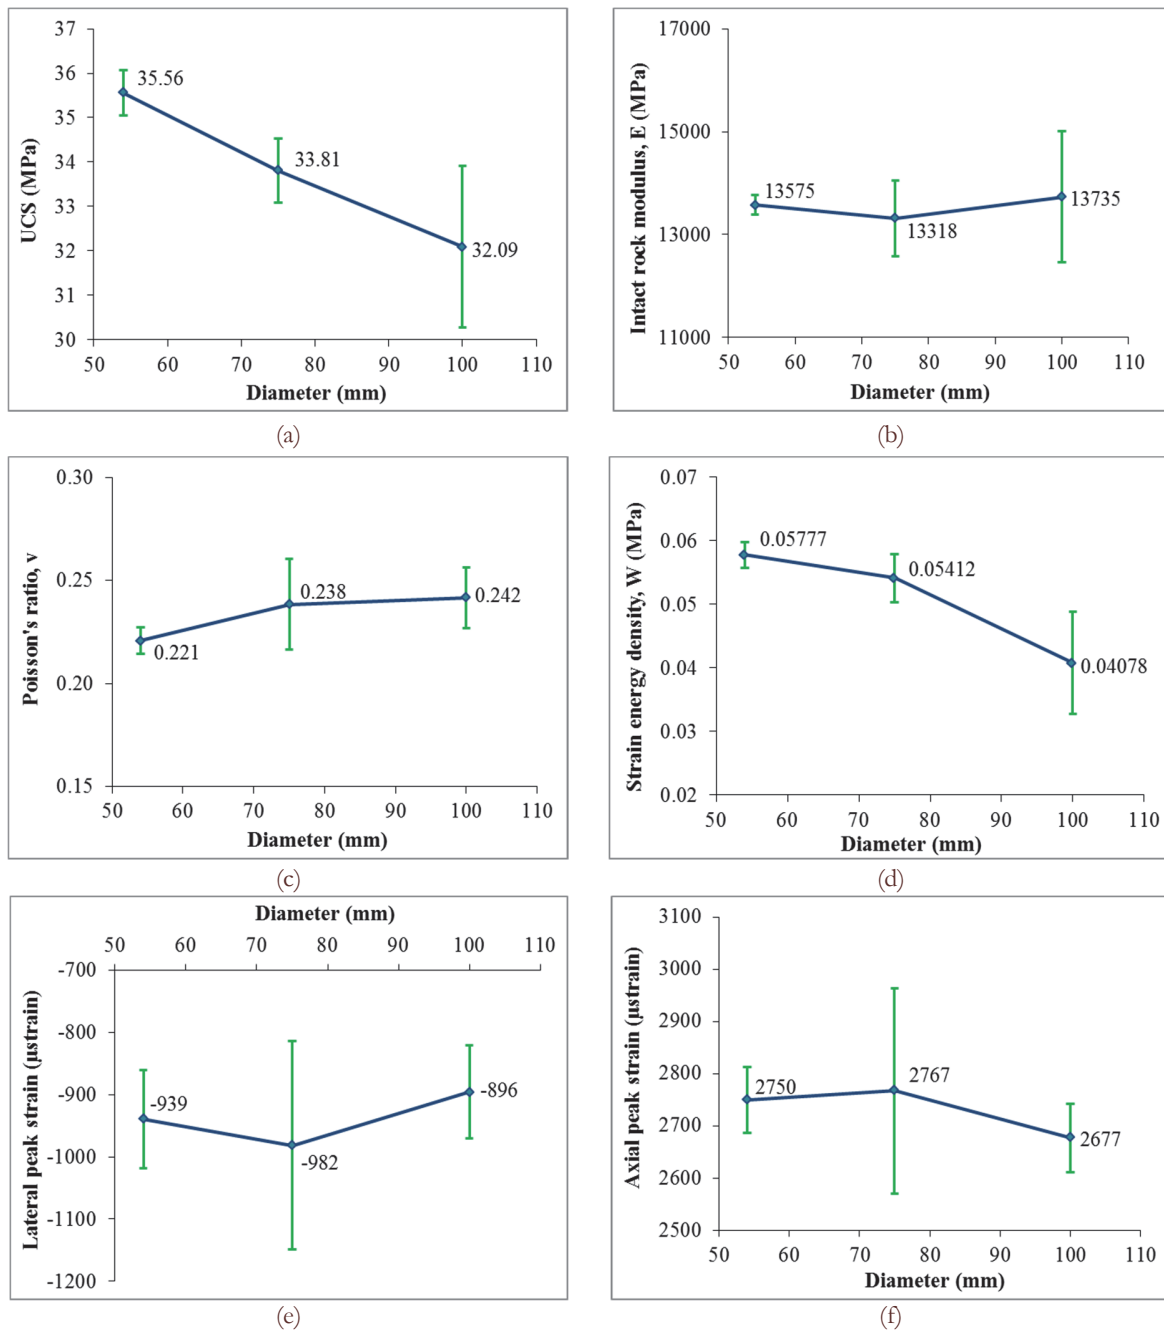 37
36
35
34
33
32
31
30
UCS (MPa)
35.56
33.81
32.09
50 60 70 80 90 100 110
Diameter (mm)
(a)
17000
15000
13000
11000
Intact rock modulus, E (MPa)
13575
13318
13735
50 60 70 80 90 100 110
Diameter (mm)
(b)
0.30
0.25
0.20
0.15
Poisson's ratio, v
0.221
0.238
0.242
50 60 70 80 90 100 110
Diameter (mm)
(c)
0.07
0.06
0.05
0.04
0.03
0.02
Strain energy density, W (MPa)
0.05777
0.05412
0.04078
50 60 70 80 90 100 110
Diameter (mm)
(d)
Diameter (mm)
50 60 70 80 90 100 110
-700
-800
-900
-1000
-1100
-1200
Lateral peak strain (µstrain)
-939
-982
-896
(e)
3100
3000
2900
2800
2700
2600
2500
Axial peak strain (µstrain)
2750
2767
2677
50 60 70 80 90 100 110
Diameter (mm)
(f)